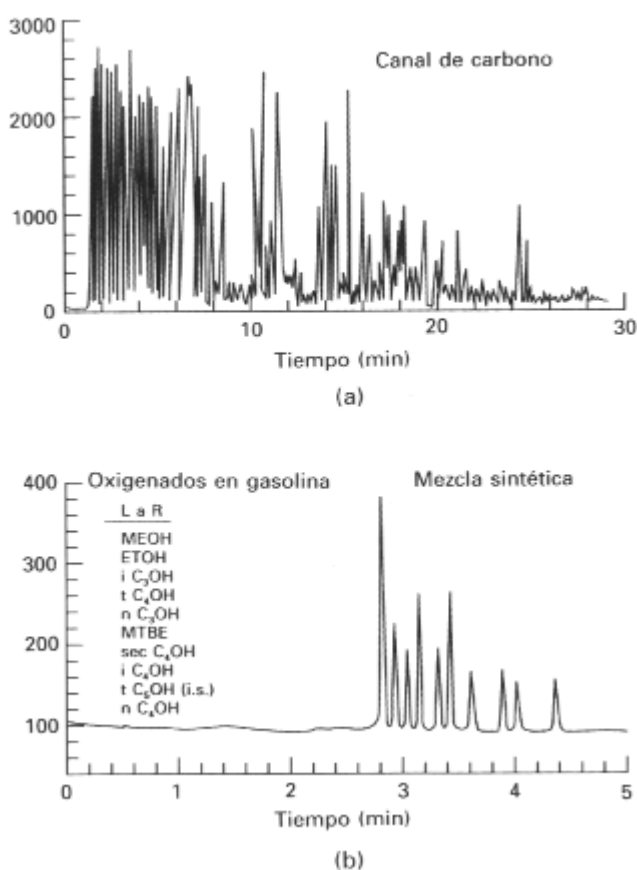 3000
Canal de carbono
2000
1000
0
0 10 20 30
Tiempo (min)
(a)
400
Oxigenados en gasolina Mezcla sintética
L a R
MEOH
300
ETOH
i C₃OH
t C₄OH
n C₃OH
200
MTBE
sec C₄OH
i C₄OH
t C₅OH (i.s.)
n C₄OH
100
0 1 2 3 4 5
Tiempo (min)
(b)